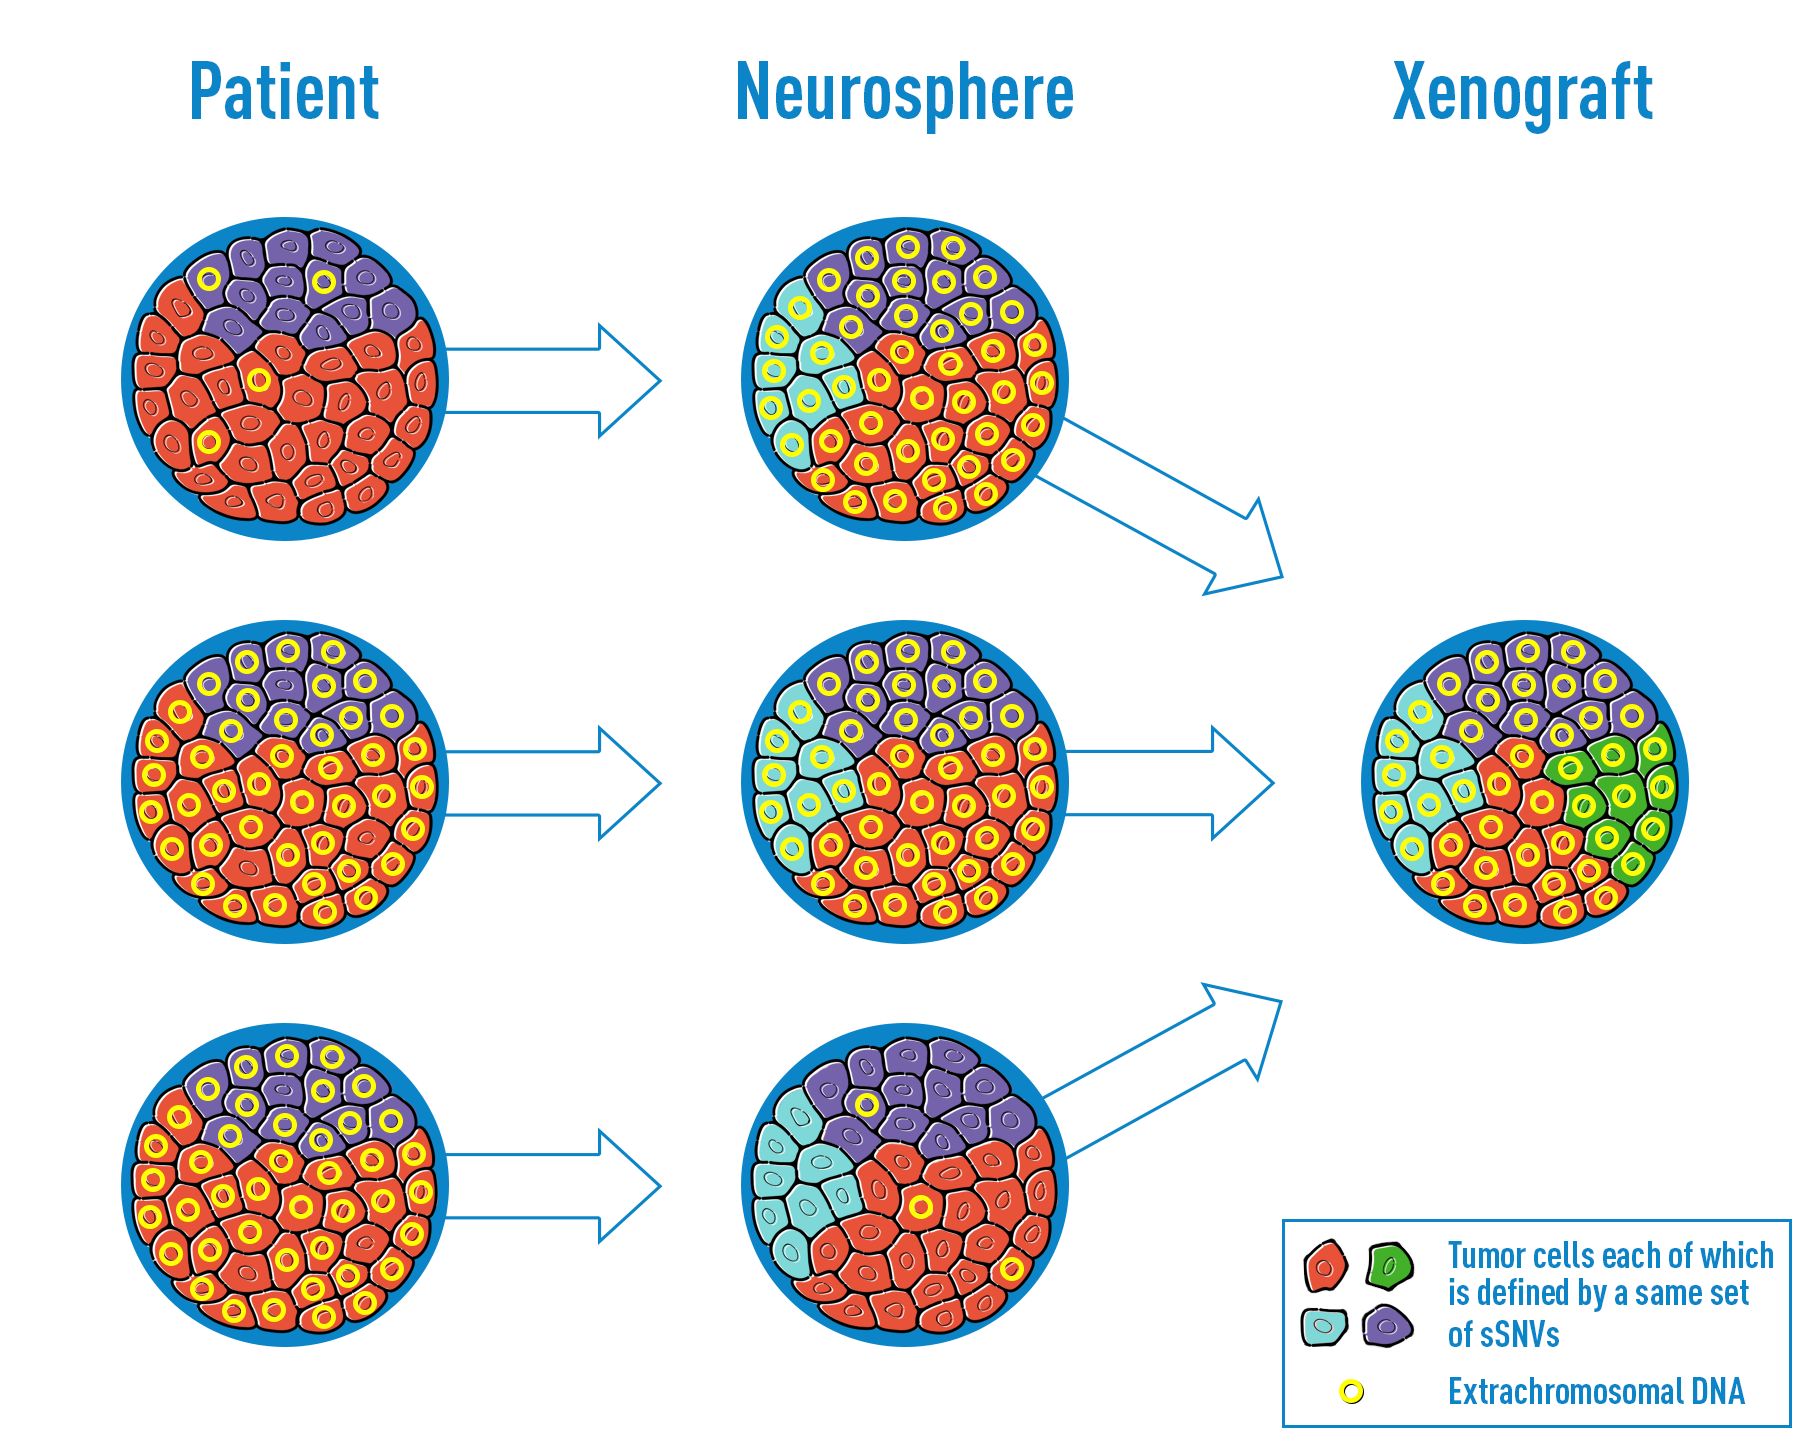 Patient
Neurosphere
Xenograft
Tumor cells each of which
is defined by a same set
of sSNVs
Extrachromosomal DNA